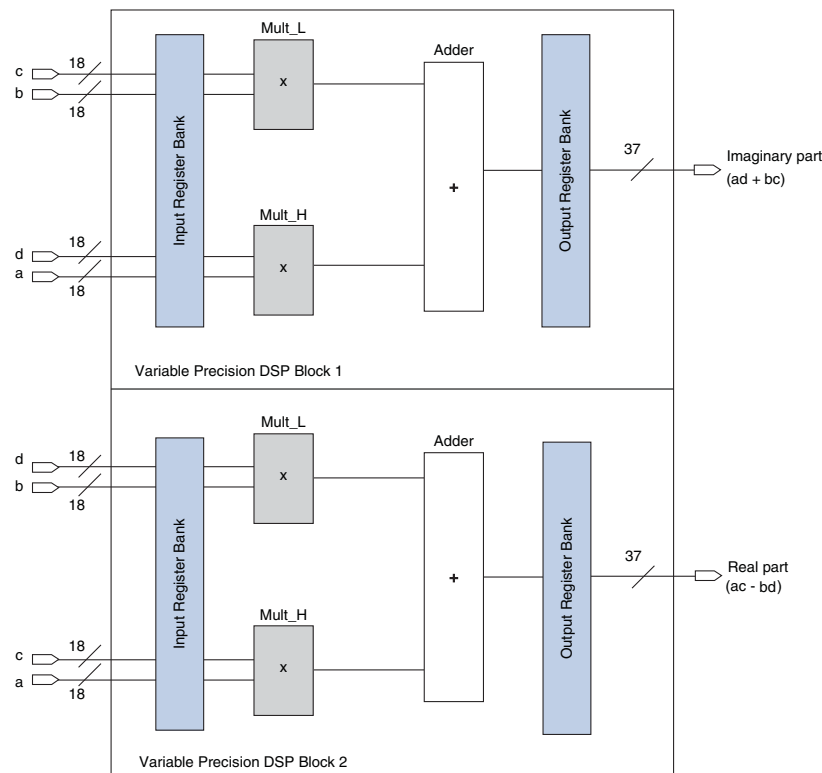 Mult_L
Adder
c
18
b
18
x
Input Register Bank
+
Output Register Bank
37
Imaginary part
(ad + bc)
Mult_H
d
18
a
18
x
Variable Precision DSP Block 1
Mult_L
Adder
d
18
b
18
x
Input Register Bank
+
Output Register Bank
37
Real part
(ac - bd)
Mult_H
c
18
a
18
x
Variable Precision DSP Block 2